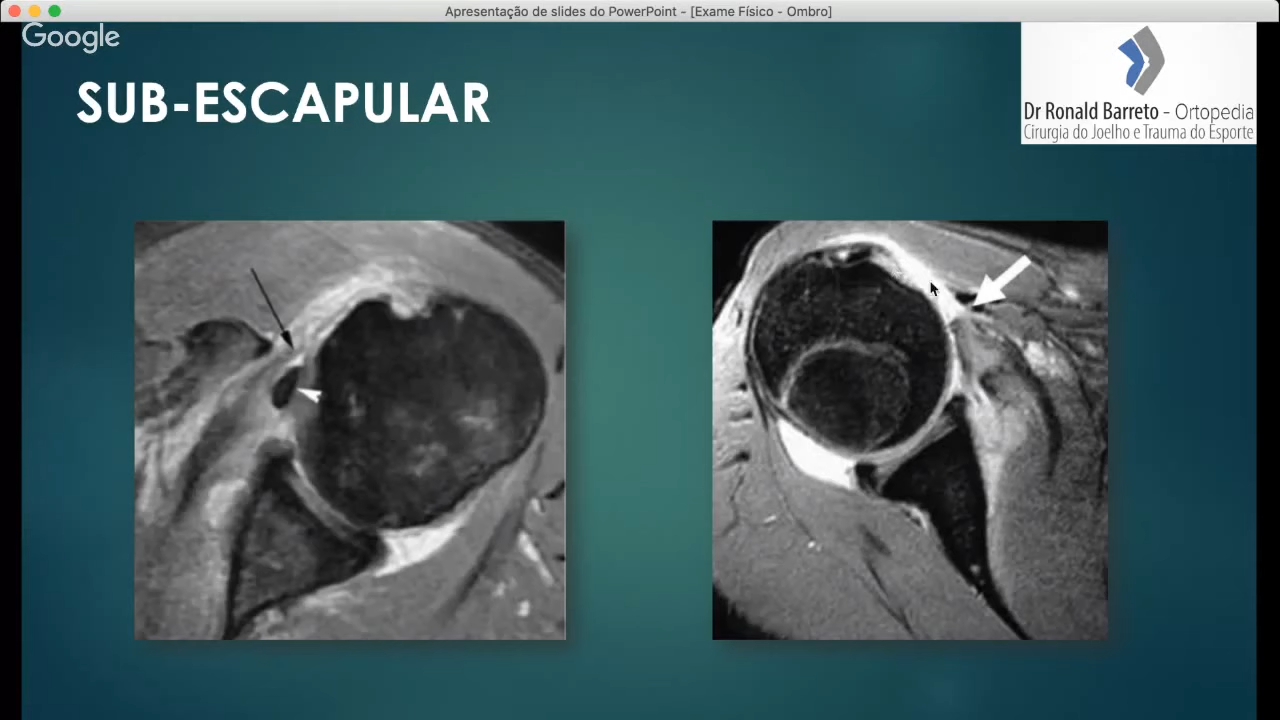 Apresentação de slides do PowerPoint - [Exame Físico - Ombro]
Google
SUB-ESCAPULAR
Dr Ronald Barreto - Ortopedia
Cirurgia do Joelho e Trauma do Esporte